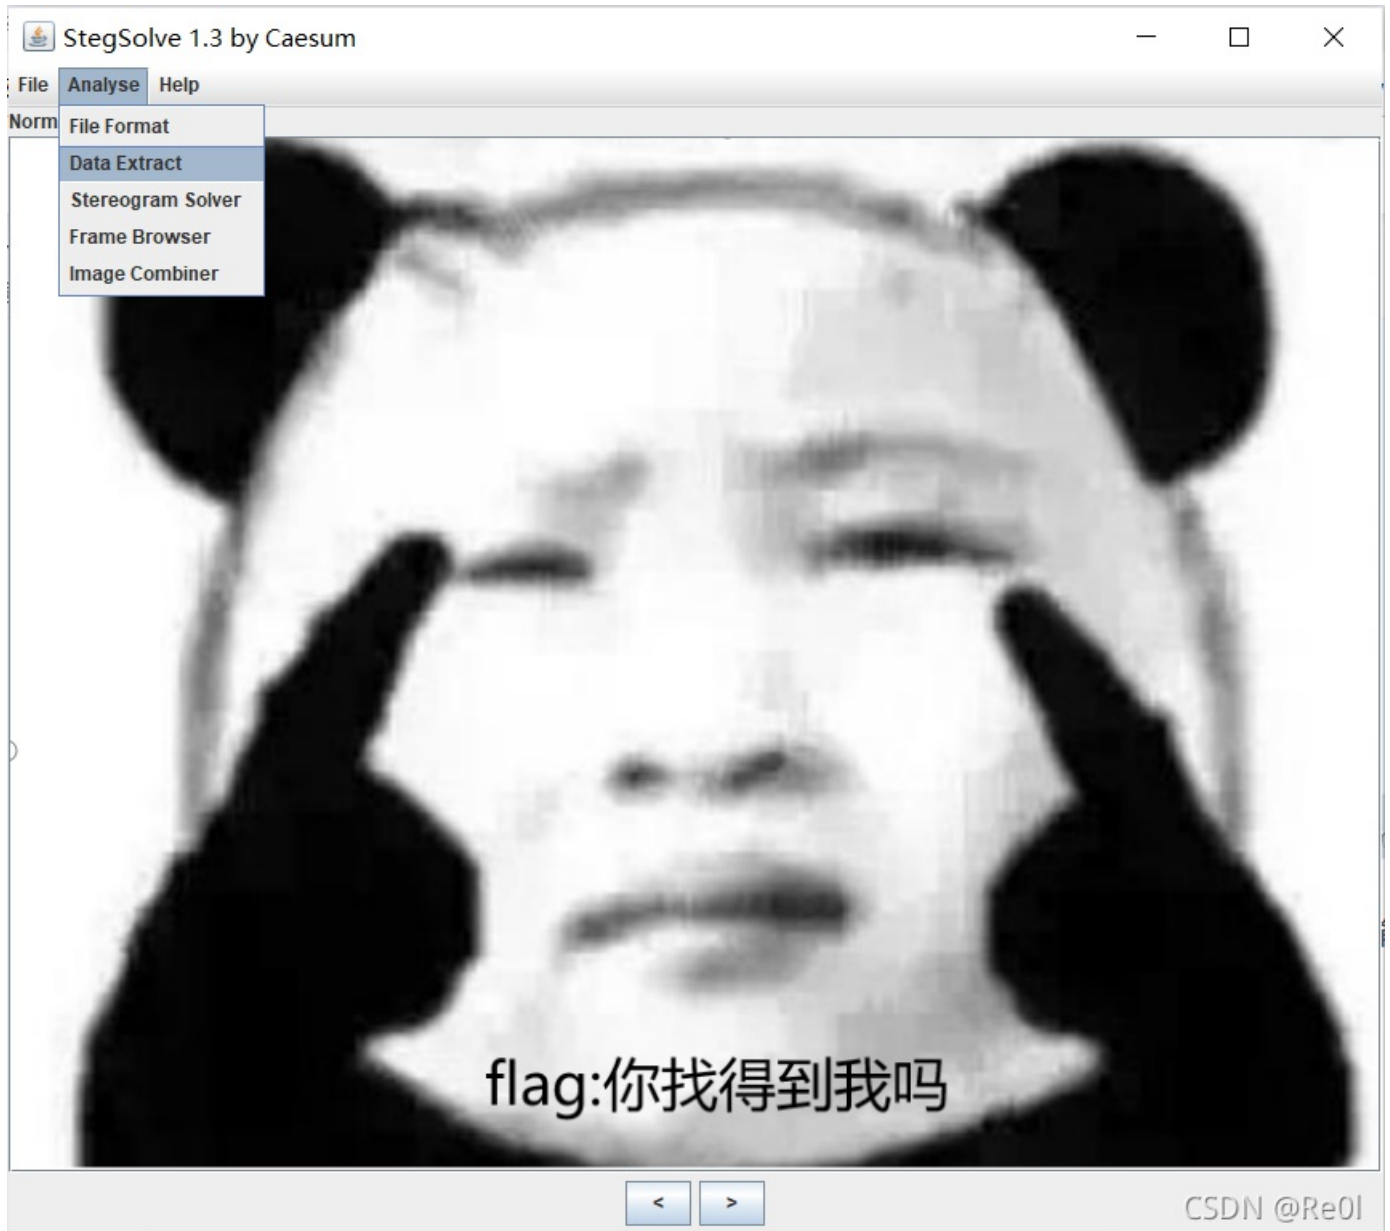 StegSolve 1.3 by Caesum
File Analyse Help
Norm
File Format
Data Extract
Stereogram Solver
Frame Browser
Image Combiner
flag:你找得到我吗
< >
CSDN @Re0l